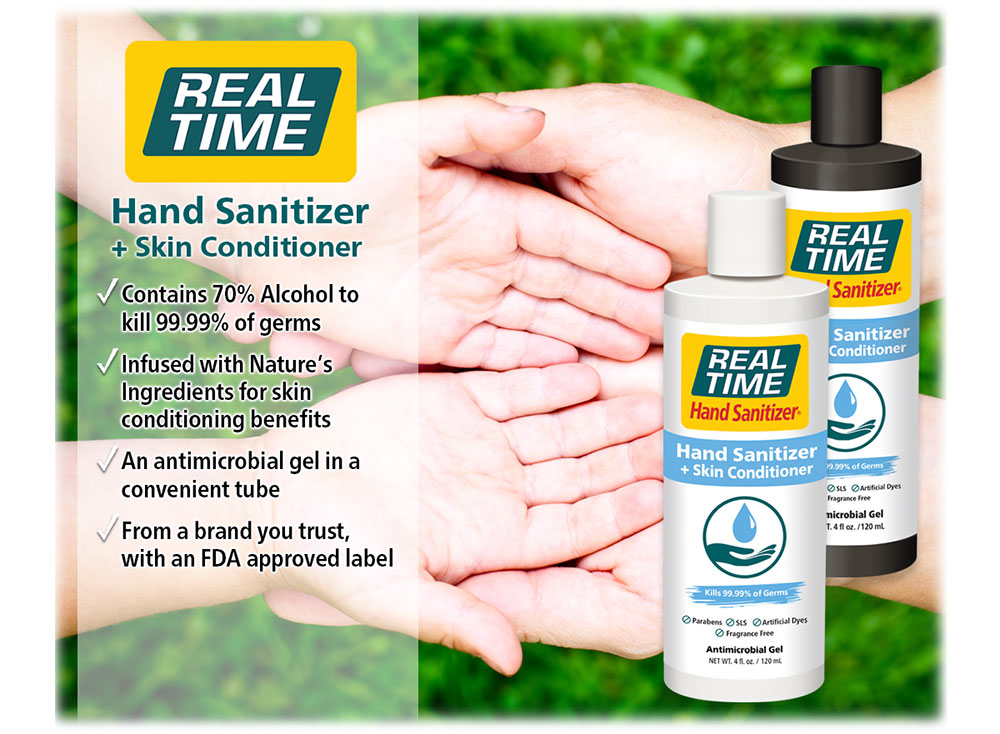 REAL
TIME
Hand Sanitizer
+ Skin Conditioner
Contains 70% Alcohol to
kill 99.99% of germs
Infused with Nature's
Ingredients for skin
conditioning benefits
An antimicrobial gel in a
convenient tube
From a brand you trust,
with an FDA approved label
REAL
TIME
Hand Sanitizer®
Hand Sanitizer
+ Skin Conditioner
Kills 99.99% of Germs
Parabens SLS Artificial Dyes
Fragrance Free
Antimicrobial Gel
NET WT. 4 fl oz. / 120 mL
REAL
TIME
Sanitizer®
Sanitizer
Conditioner
99.99% of Germs
SLS Artificial Dyes
Fragrance Free
microbial Gel
T. 4 fl oz. / 120 mL